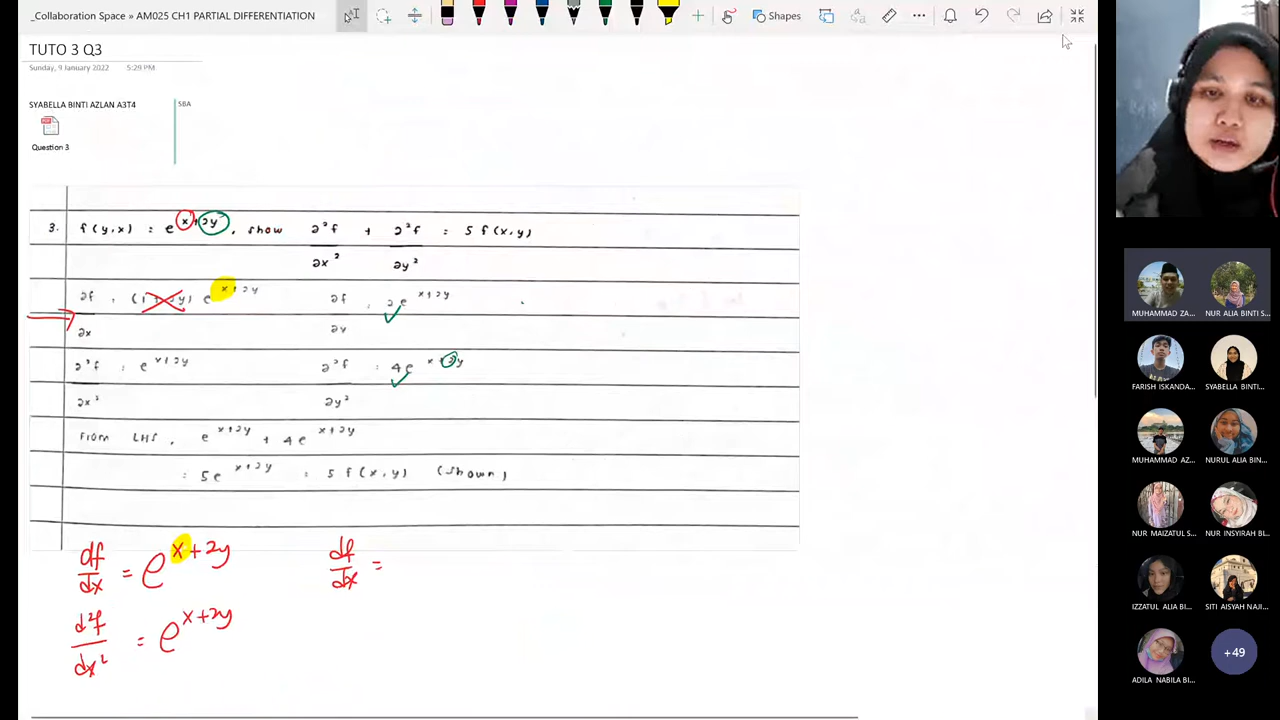 _Collaboration Space » AM025 CH1 PARTIAL DIFFERENTIATION
Shapes
TUTO 3 Q3
Sunday, 9 January 2022 5:29 PM
SYABELLA BINTI AZLAN A3T4
SBA
Question 3
3. f(y,x) = e^{x+2y}, show ∂²f/∂x² + ∂²f/∂y² = 5f(x,y)
∂f/∂x = (1+2y) e^{x+2y} ∂f/∂y = 2e^{x+2y}
∂²f/∂x² = e^{x+2y} ∂²f/∂y² = 4e^{x+2y}
From LHS, e^{x+2y} + 4e^{x+2y}
= 5e^{x+2y} = 5 f(x,y) (shown)
df/dx = e^{x+2y} df/dx =
d²f/dx² = e^{x+2y}
MUHAMMAD ZA...
NUR ALIA BINTI S...
FARISH ISKANDA...
SYABELLA BINTI...
MUHAMMAD AZ...
NURUL ALIA BIN...
NUR MAIZATUL S...
NUR INSYIRAH BI...
IZZATUL ALIA BI...
SITI AISYAH NAJI...
ADILA NABILA BI...
+49